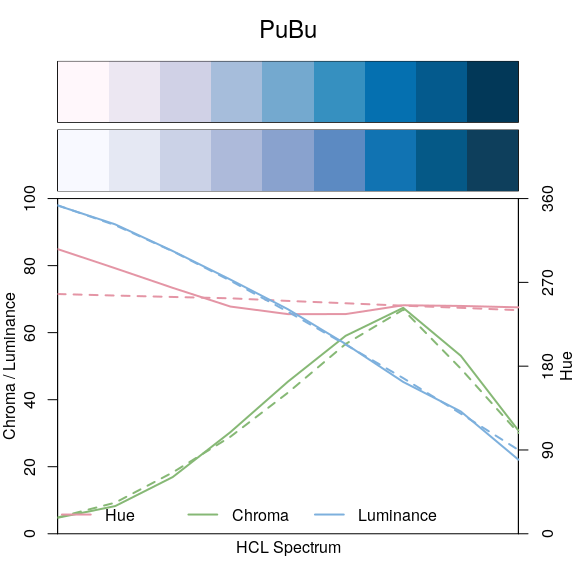 PuBu
100
80
60
40
20
0
Chroma / Luminance
360
270
180
90
0
Hue
Hue
Chroma
Luminance
HCL Spectrum